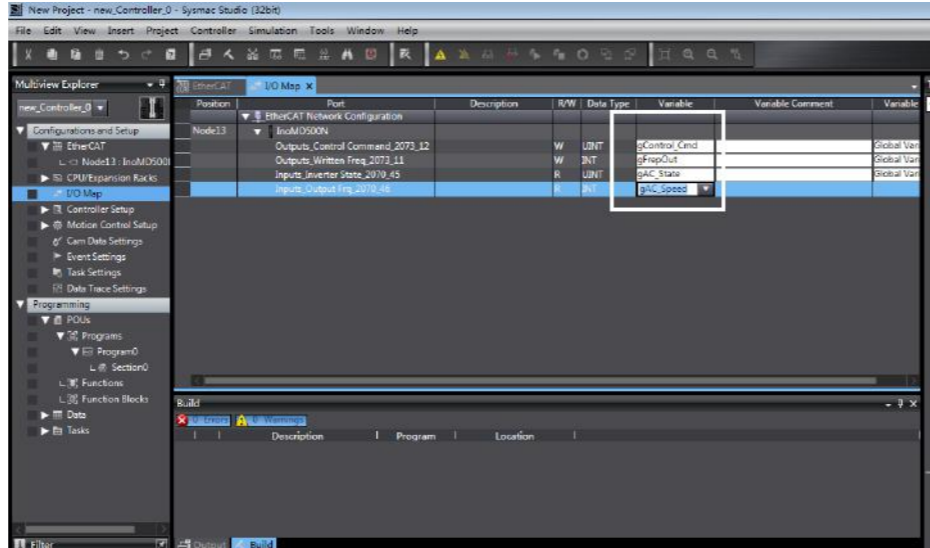 New Project - new_Controller_0 - Sysmac Studio (32bit)
File Edit View Insert Project Controller Simulation Tools Window Help
Multiview Explorer
EtherCAT I/O Map
new_Controller_0
Position Port Description R/W Data Type Variable Variable Comment Variable
EtherCAT Network Configuration
Configurations and Setup
Node13 InoMD500N
EtherCAT
Outputs_Control Command_2073_12 W UINT gControl_Cmd Global Var
Node13 : InoMD500
Outputs_Written Freq_2073_11 W INT gFreqOut Global Var
CPU/Expansion Racks
Inputs_Inverter State_2070_45 R UINT gAC_State Global Var
I/O Map
Inputs_Output Frq_2070_46 R INT gAC_Speed
Controller Setup
Motion Control Setup
Cam Data Settings
Event Settings
Task Settings
Data Trace Settings
Programming
POUs
Programs
Program0
Section0
Functions
Function Blocks
Data
Tasks
Build
0 Errors 0 Warnings
Description Program Location
Filter
Output Build